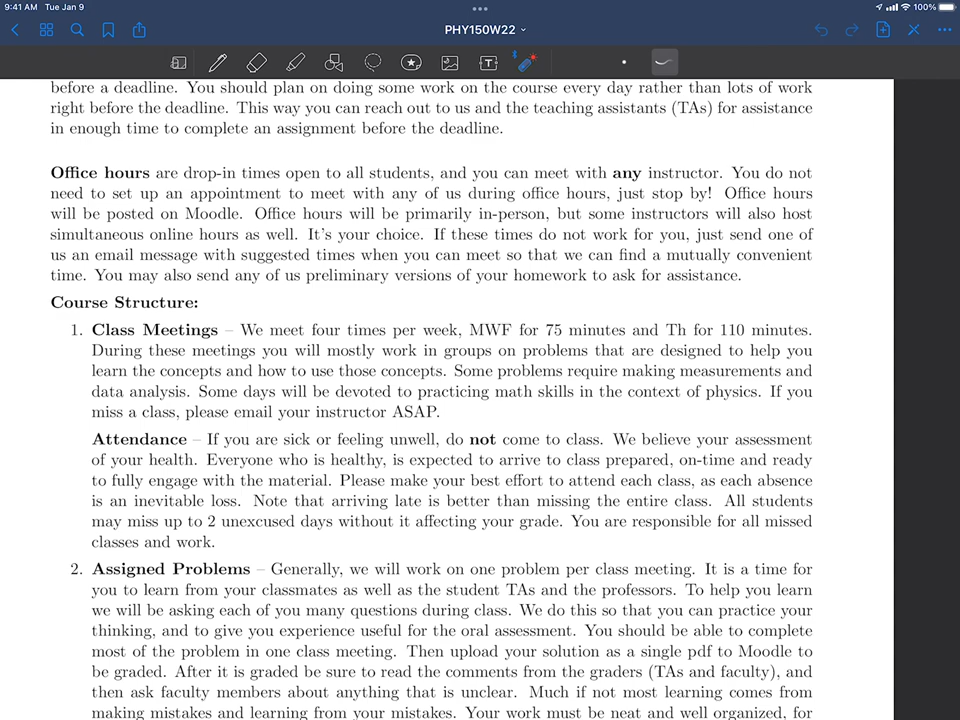 9:41 AM Tue Jan 9
100%
PHY150W22
T
before a deadline. You should plan on doing some work on the course every day rather than lots of work
right before the deadline. This way you can reach out to us and the teaching assistants (TAs) for assistance
in enough time to complete an assignment before the deadline.
Office hours are drop-in times open to all students, and you can meet with any instructor. You do not
need to set up an appointment to meet with any of us during office hours, just stop by! Office hours
will be posted on Moodle. Office hours will be primarily in-person, but some instructors will also host
simultaneous online hours as well. It's your choice. If these times do not work for you, just send one of
us an email message with suggested times when you can meet so that we can find a mutually convenient
time. You may also send any of us preliminary versions of your homework to ask for assistance.
Course Structure:
1. Class Meetings – We meet four times per week, MWF for 75 minutes and Th for 110 minutes.
During these meetings you will mostly work in groups on problems that are designed to help you
learn the concepts and how to use those concepts. Some problems require making measurements and
data analysis. Some days will be devoted to practicing math skills in the context of physics. If you
miss a class, please email your instructor ASAP.
Attendance – If you are sick or feeling unwell, do not come to class. We believe your assessment
of your health. Everyone who is healthy, is expected to arrive to class prepared, on-time and ready
to fully engage with the material. Please make your best effort to attend each class, as each absence
is an inevitable loss. Note that arriving late is better than missing the entire class. All students
may miss up to 2 unexcused days without it affecting your grade. You are responsible for all missed
classes and work.
2. Assigned Problems – Generally, we will work on one problem per class meeting. It is a time for
you to learn from your classmates as well as the student TAs and the professors. To help you learn
we will be asking each of you many questions during class. We do this so that you can practice your
thinking, and to give you experience useful for the oral assessment. You should be able to complete
most of the problem in one class meeting. Then upload your solution as a single pdf to Moodle to
be graded. After it is graded be sure to read the comments from the graders (TAs and faculty), and
then ask faculty members about anything that is unclear. Much if not most learning comes from
making mistakes and learning from your mistakes. Your work must be neat and well organized, for